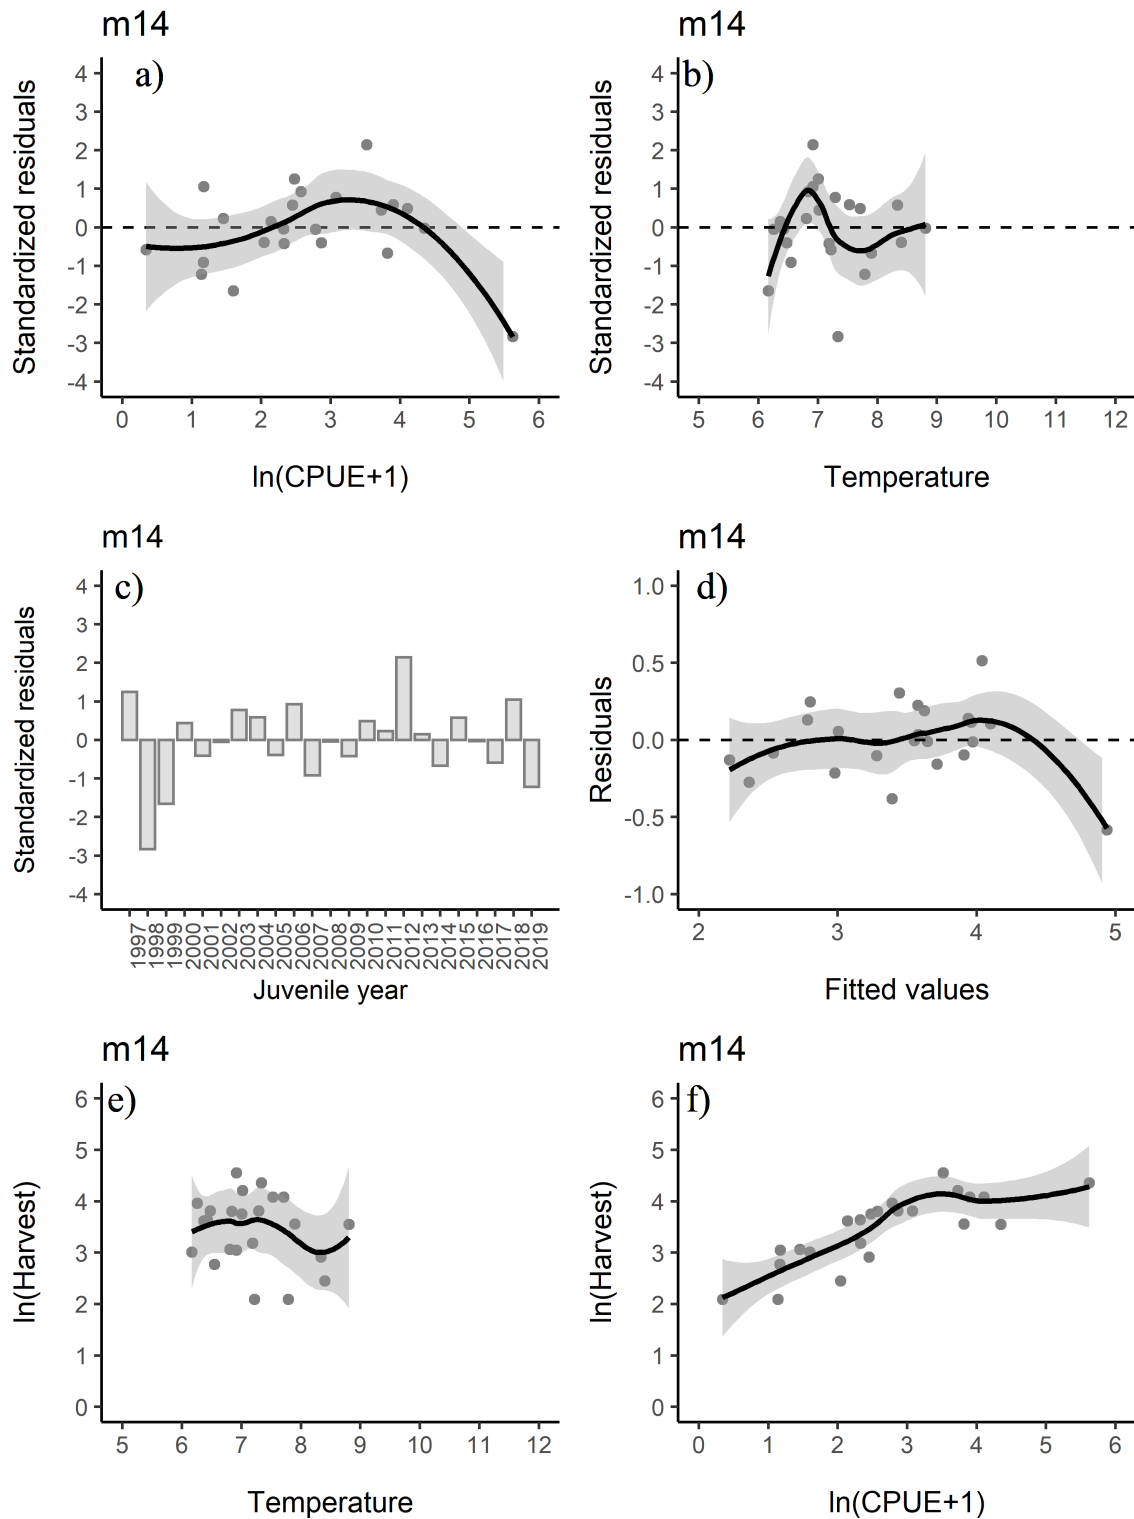 m14
a)
Standardized residuals
4
3
2
1
0
-1
-2
-3
-4
0 1 2 3 4 5 6
ln(CPUE+1)
m14
b)
Standardized residuals
4
3
2
1
0
-1
-2
-3
-4
5 6 7 8 9 10 11 12
Temperature
m14
c)
Standardized residuals
4
3
2
1
0
-1
-2
-3
-4
1997 1998 1999 2000 2001 2002 2003 2004 2005 2006 2007 2008 2009 2010 2011 2012 2013 2014 2015 2016 2017 2018 2019
Juvenile year
m14
d)
Residuals
1.0
0.5
0.0
-0.5
-1.0
2 3 4 5
Fitted values
m14
e)
ln(Harvest)
6
5
4
3
2
1
0
5 6 7 8 9 10 11 12
Temperature
m14
f)
ln(Harvest)
6
5
4
3
2
1
0
0 1 2 3 4 5 6
ln(CPUE+1)